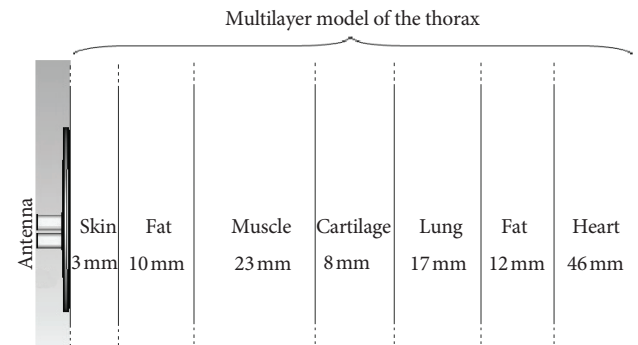 Multilayer model of the thorax
Antenna
Skin Fat Muscle Cartilage Lung Fat Heart
3 mm 10 mm 23 mm 8 mm 17 mm 12 mm 46 mm